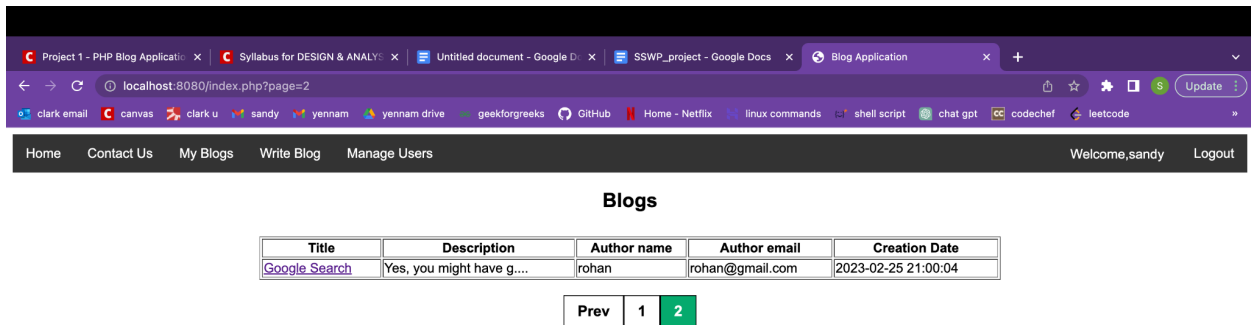 Project 1 - PHP Blog Applicatio
Syllabus for DESIGN & ANALYS
Untitled document - Google Do
SSWP_project - Google Docs
Blog Application
localhost:8080/index.php?page=2
S
Update
clark email canvas clark u sandy yennam yennam drive geekforgreeks GitHub Home - Netflix linux commands shell script chat gpt codechef leetcode
Home Contact Us My Blogs Write Blog Manage Users Welcome,sandy Logout
Blogs
Title Description Author name Author email Creation Date
Google Search Yes, you might have g.... rohan rohan@gmail.com 2023-02-25 21:00:04
Prev 1 2